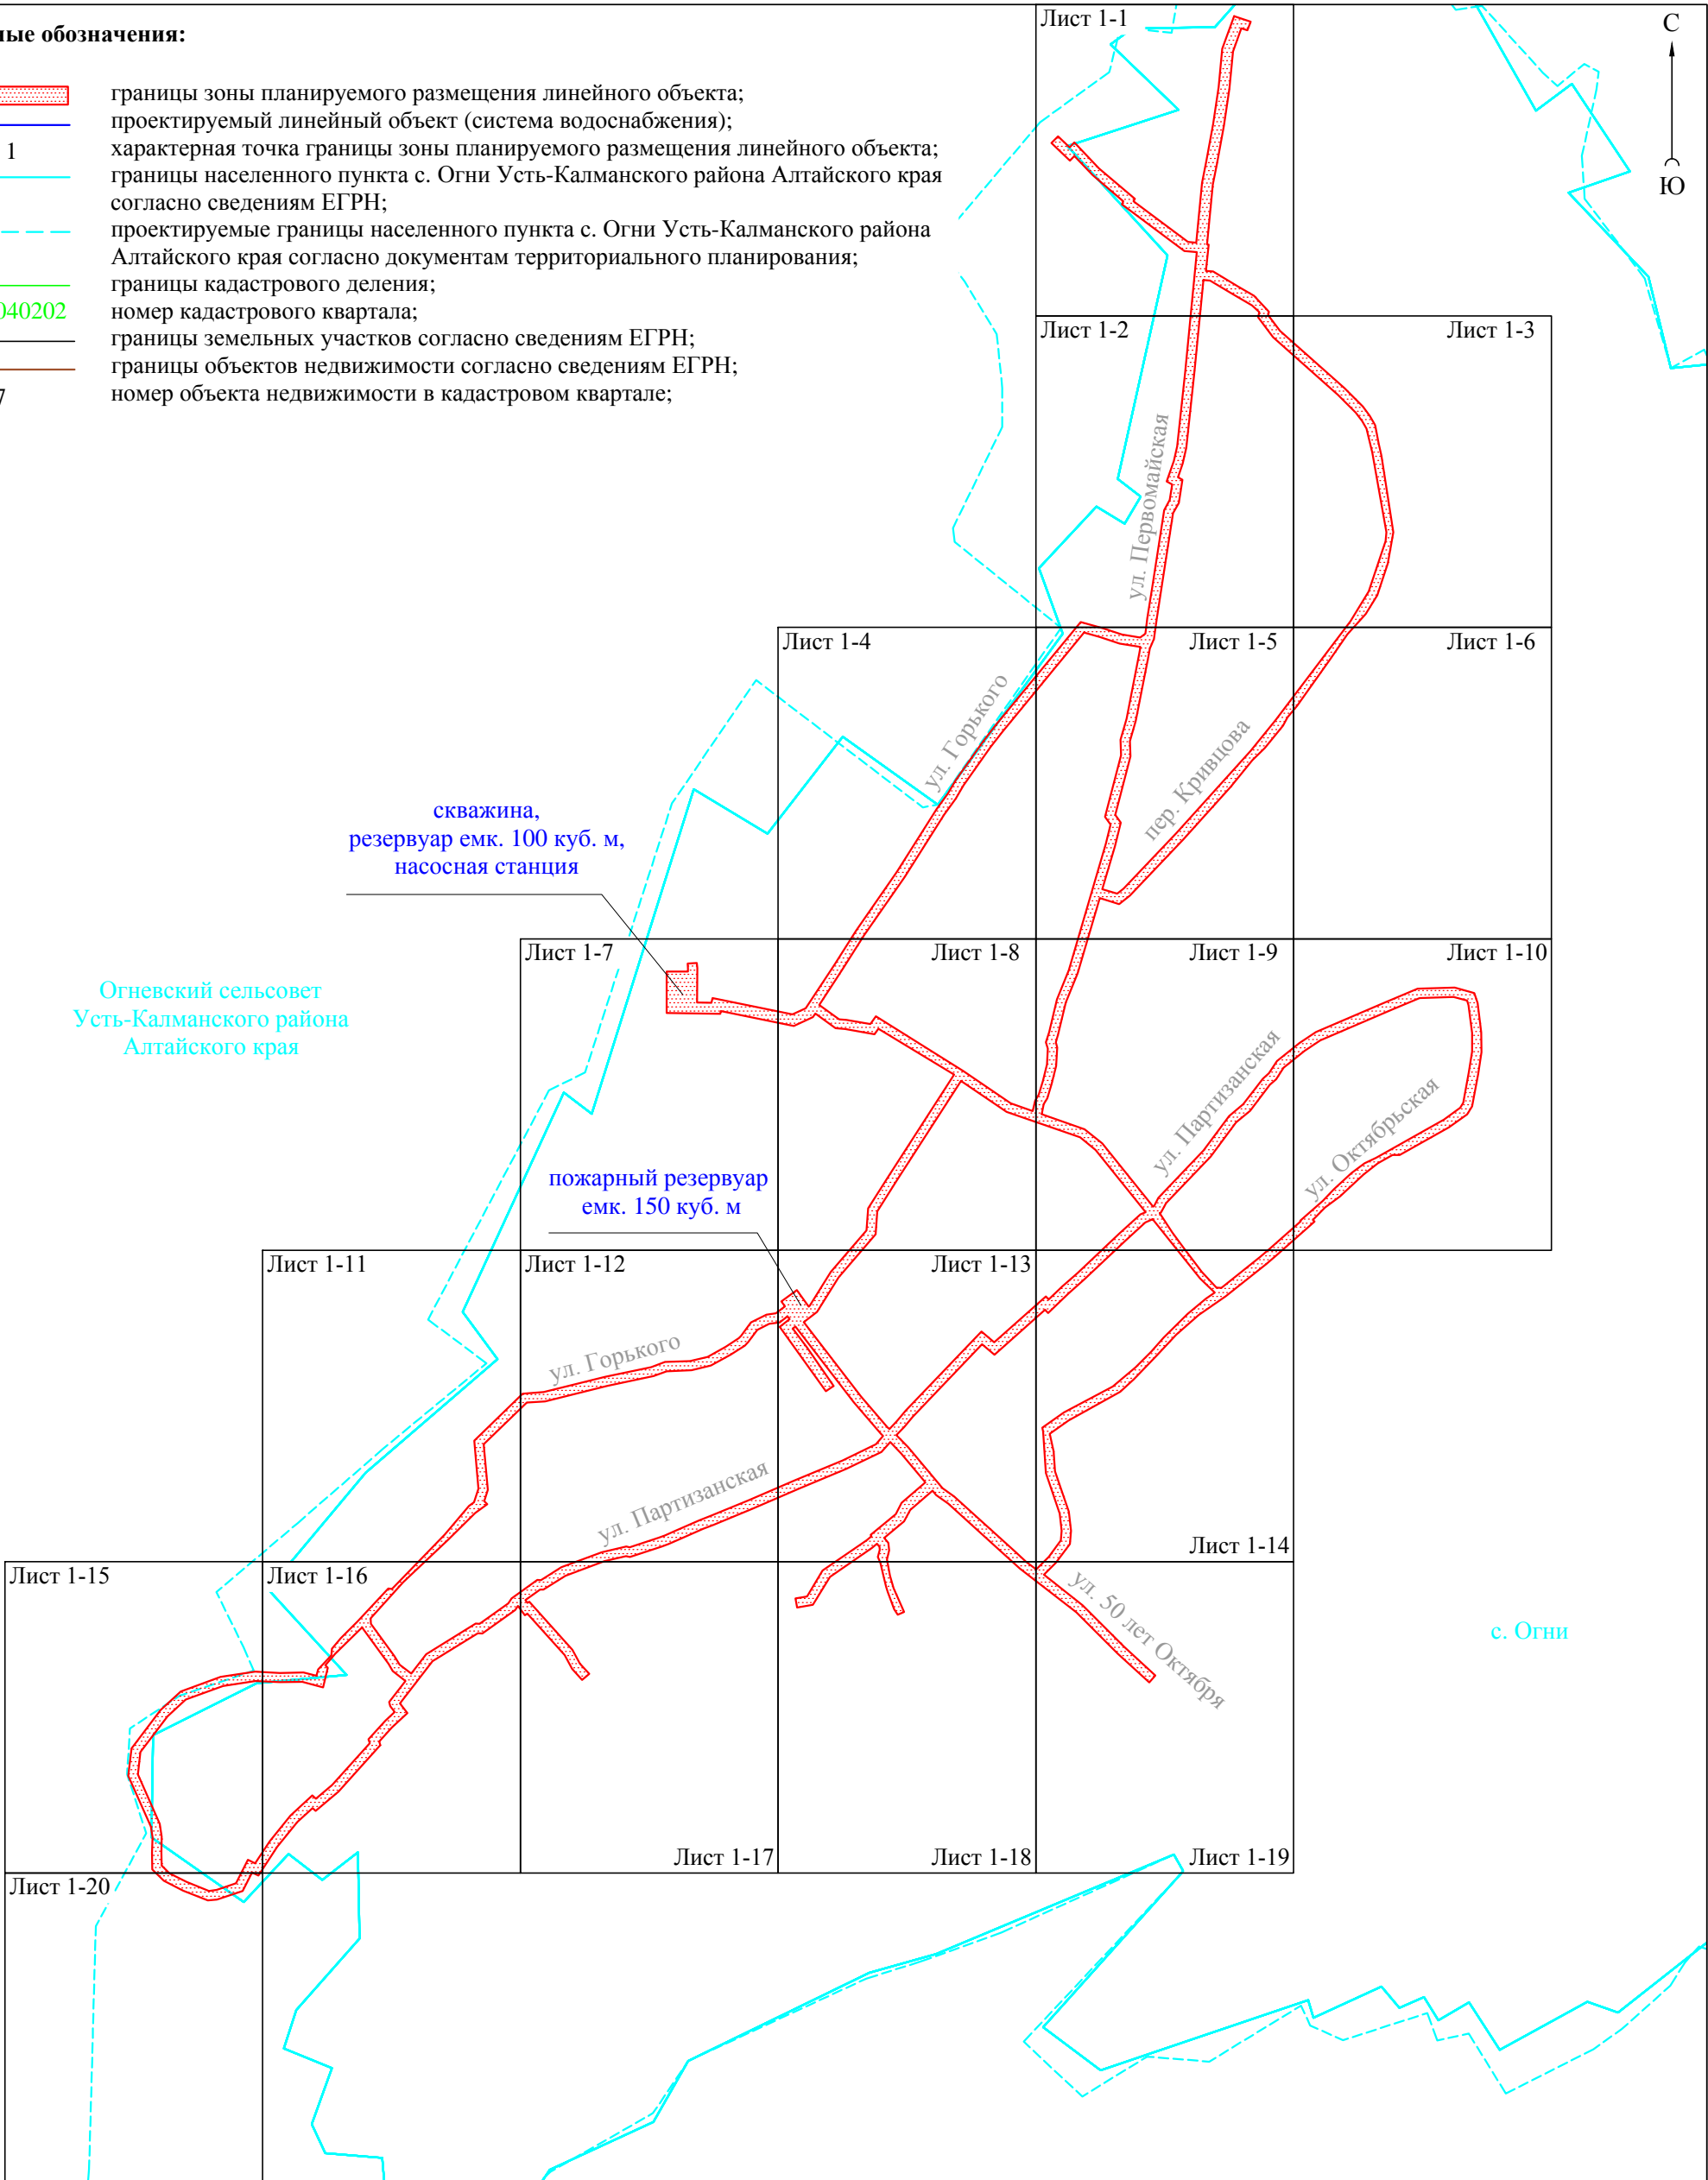 ные обозначения:
границы зоны планируемого размещения линейного объекта;
проектируемый линейный объект (система водоснабжения);
1 характерная точка границы зоны планируемого размещения линейного объекта;
границы населенного пункта с. Огни Усть-Калманского района Алтайского края
согласно сведениям ЕГРН;
проектируемые границы населенного пункта с. Огни Усть-Калманского района
Алтайского края согласно документам территориального планирования;
границы кадастрового деления;
040202 номер кадастрового квартала;
границы земельных участков согласно сведениям ЕГРН;
границы объектов недвижимости согласно сведениям ЕГРН;
7 номер объекта недвижимости в кадастровом квартале;
С
Ю
Лист 1-1
Лист 1-2
Лист 1-3
ул. Первомайская
Лист 1-4
Лист 1-5
Лист 1-6
ул. Горького
пер. Кривцова
скважина,
резервуар емк. 100 куб. м,
насосная станция
Лист 1-7
Лист 1-8
Лист 1-9
Лист 1-10
Огневский сельсовет
Усть-Калманского района
Алтайского края
ул. Партизанская
ул. Октябрьская
пожарный резервуар
емк. 150 куб. м
Лист 1-11
Лист 1-12
Лист 1-13
ул. Горького
ул. Партизанская
Лист 1-14
Лист 1-15
Лист 1-16
ул. 50 лет Октября
с. Огни
Лист 1-17
Лист 1-18
Лист 1-19
Лист 1-20